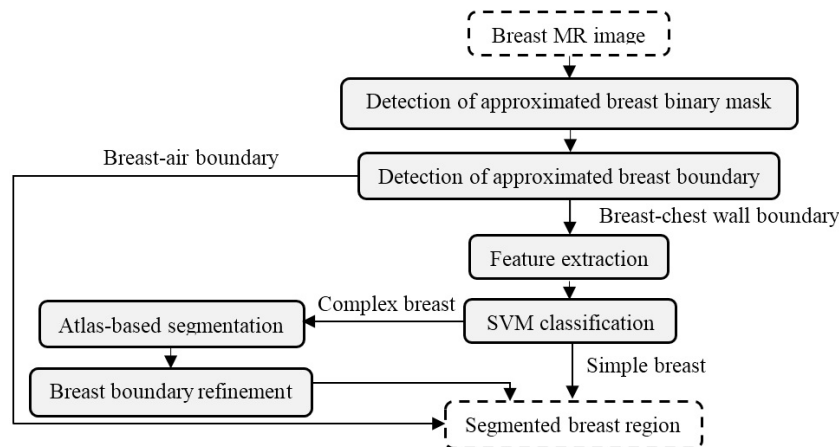 Breast MR image
Detection of approximated breast binary mask
Breast-air boundary
Detection of approximated breast boundary
Breast-chest wall boundary
Feature extraction
Complex breast
Atlas-based segmentation
SVM classification
Simple breast
Breast boundary refinement
Segmented breast region